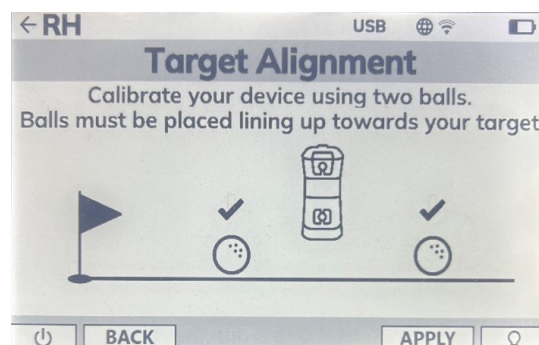 ←RH USB
Target Alignment
Calibrate your device using two balls.
Balls must be placed lining up towards your target
BACK APPLY